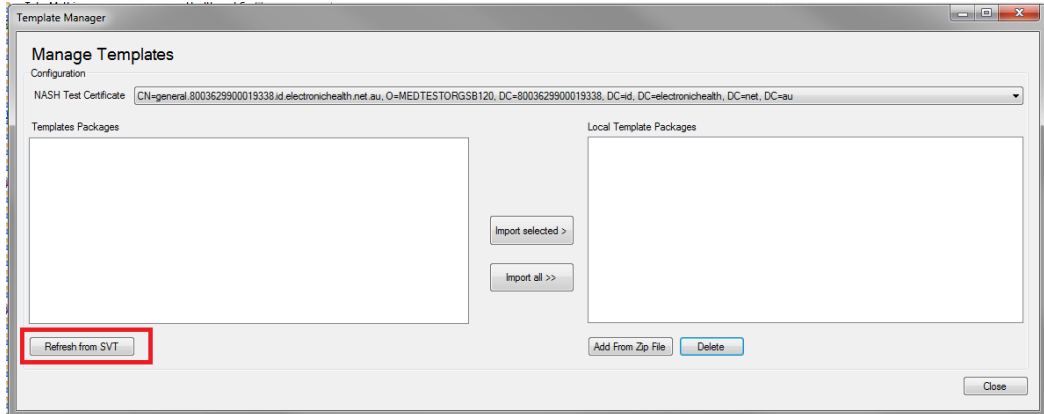 Template Manager
Manage Templates
Configuration
NASH Test Certificate CN=general.8003629900019338.id.electronichealth.net.au, O=MEDTESTORGSB120, DC=8003629900019338, DC=id, DC=electronichealth, DC=net, DC=au
Templates Packages Local Template Packages
Import selected >
Import all >>
Refresh from SVT Add From Zip File Delete
Close